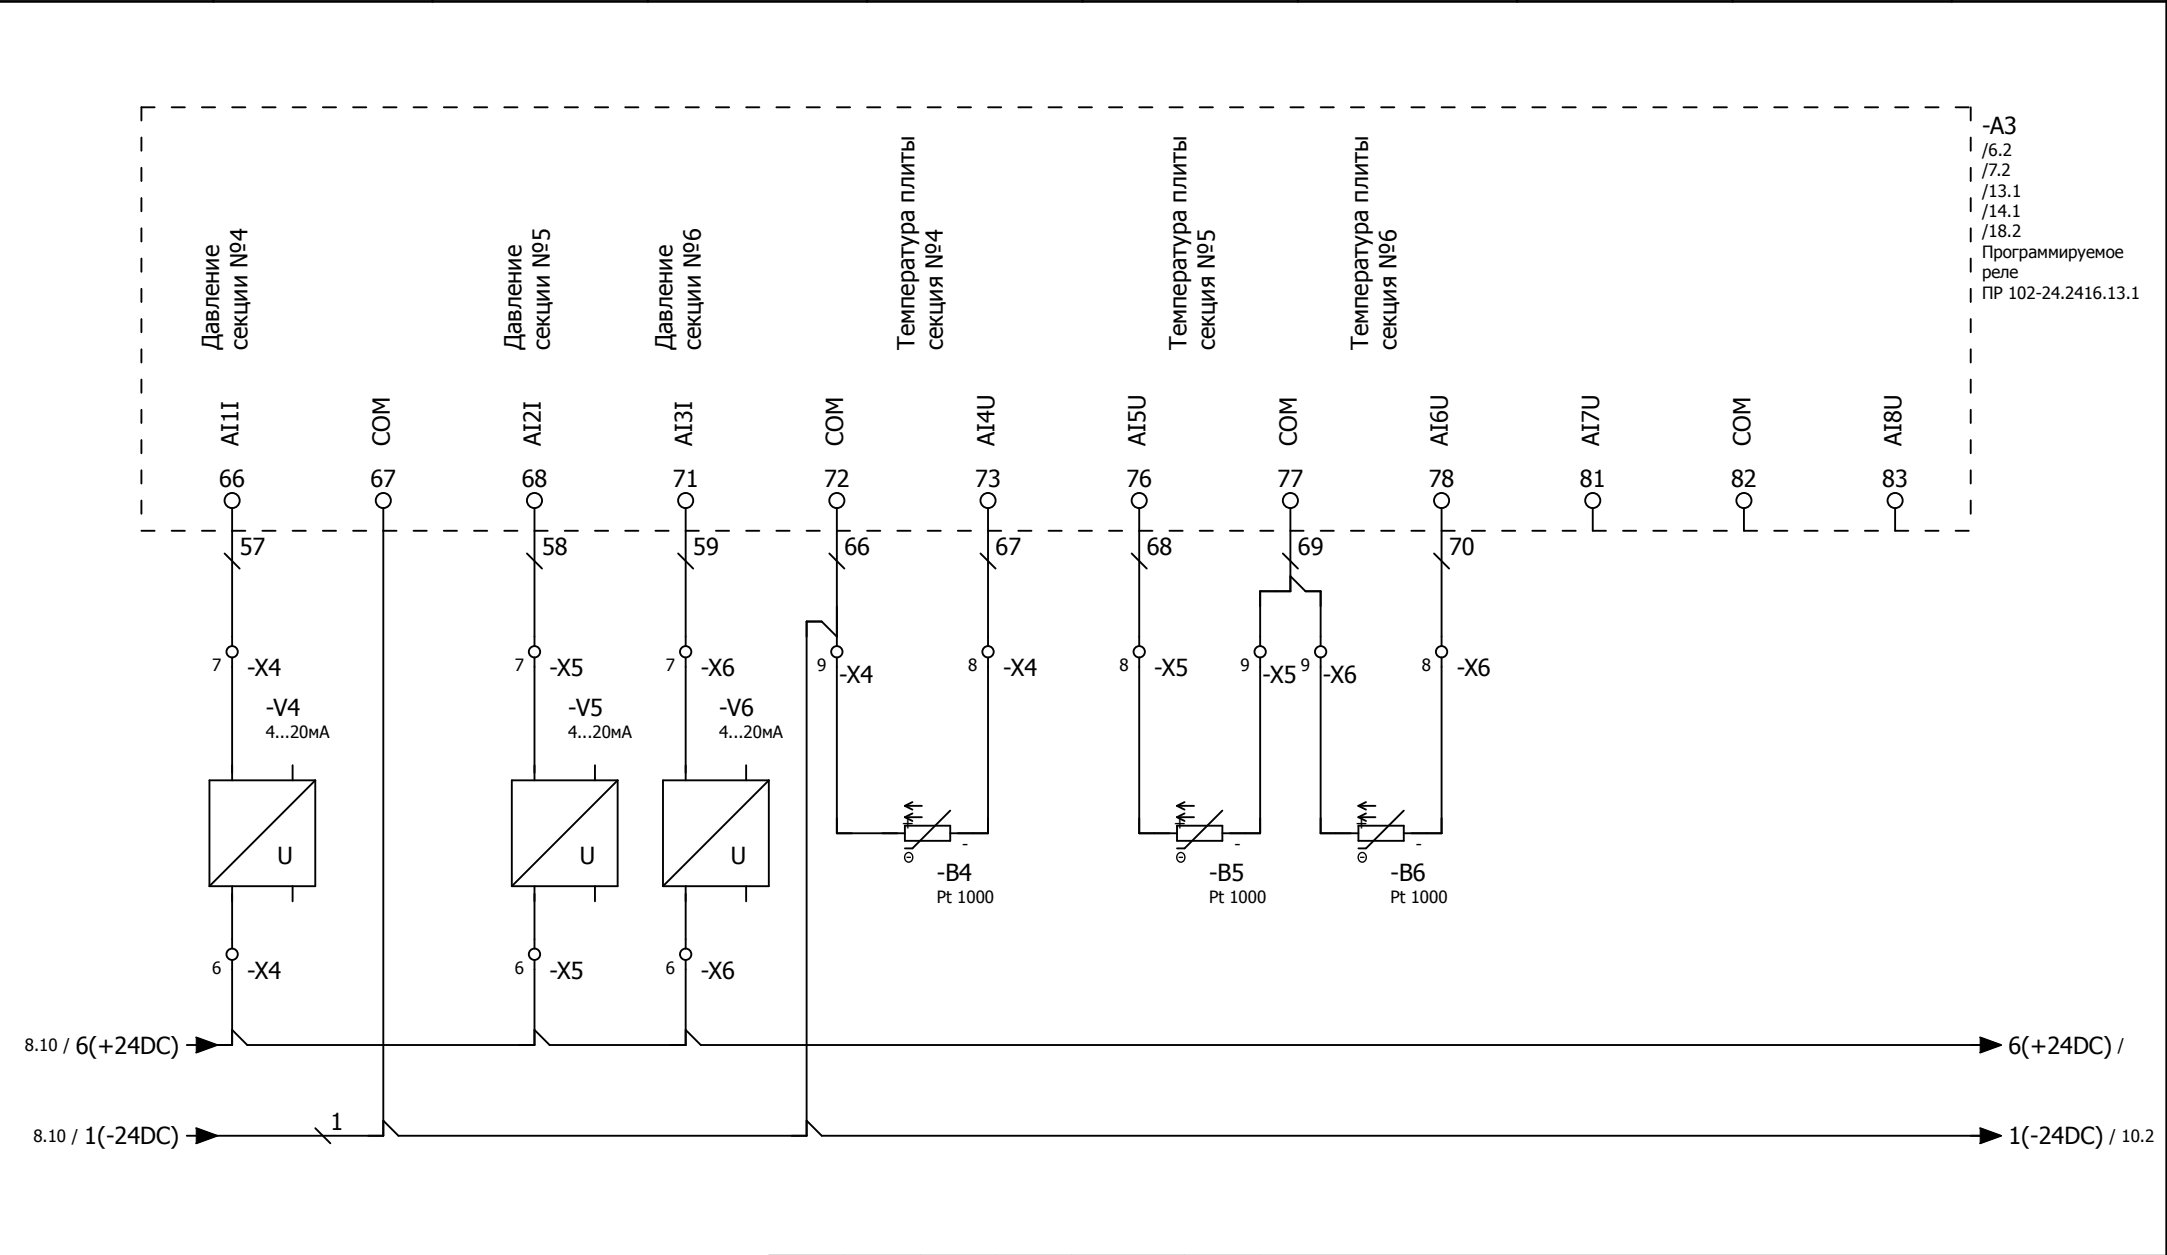 -A3
/6.2
/7.2
/13.1
/14.1
/18.2
Программируемое
реле
ПР 102-24.2416.13.1
Давление
секции №4
Давление
секции №5
Давление
секции №6
Температура плиты
секция №4
Температура плиты
секция №5
Температура плиты
секция №6
AI1I
COM
AI2I
AI3I
COM
AI4U
AI5U
COM
AI6U
AI7U
COM
AI8U
66
67
68
71
72
73
76
77
78
81
82
83
57
58
59
66
67
68
69
70
7 -X4
7 -X5
7 -X6
9 -X4
8 -X4
8 -X5
9 -X5
9 -X6
8 -X6
-V4
4...20мА
-V5
4...20мА
-V6
4...20мА
U
U
U
+
-
Θ
+
-
Θ
+
-
Θ
-B4
Pt 1000
-B5
Pt 1000
-B6
Pt 1000
6 -X4
6 -X5
6 -X6
8.10 / 6(+24DC)
6(+24DC) /
8.10 / 1(-24DC)
1
1(-24DC) / 10.2